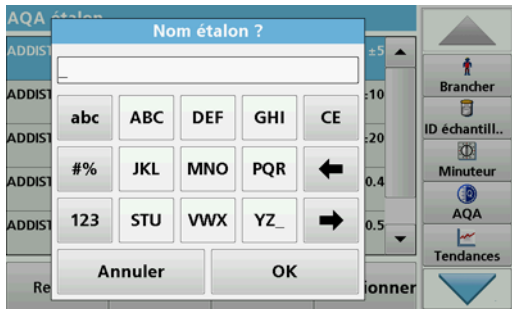 AQA étalon
Nom étalon ?
ADDIST
±5
_
ADDIST
:10
abc ABC DEF GHI CE
ADDIST
:20
#% JKL MNO PQR
ADDIST
0.4
123 STU VWX YZ_
ADDIST
0.5
Annuler OK
Re
ionner
Brancher
ID échantill..
Minuteur
AQA
Tendances